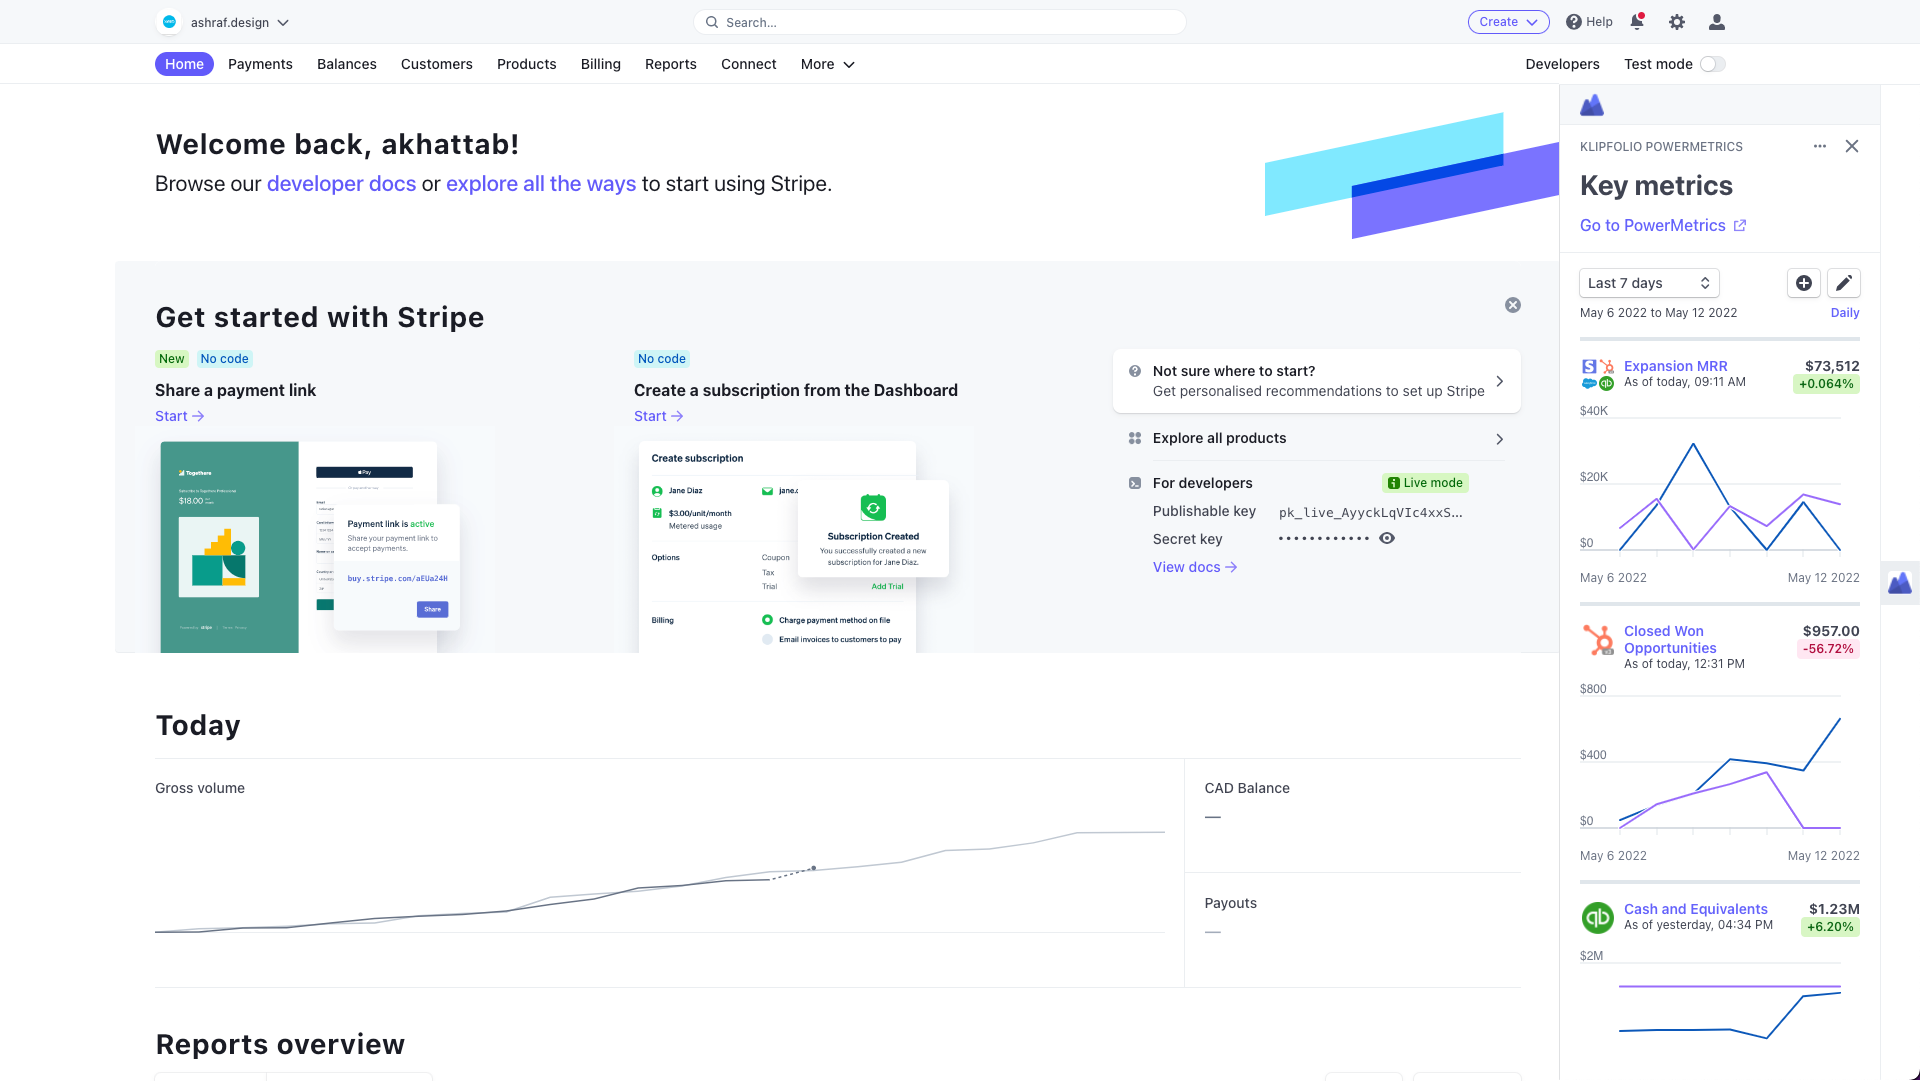 ashraf.design
Search...
Create
Help
Home
Payments
Balances
Customers
Products
Billing
Reports
Connect
More
Developers
Test mode
Welcome back, akhattab!
Browse our developer docs or explore all the ways to start using Stripe.
Get started with Stripe
New
No code
Share a payment link
Start
Togethere
$18.00
Pay
Payment link is active
Share your payment link to
accept payments.
buy.stripe.com/aEUa24H
Share
No code
Create a subscription from the Dashboard
Start
Create subscription
Jane Diaz
jane.
$3.00/unit/month
Metered usage
Options
Coupon
Tax
Trial
Add Trial
Billing
Charge payment method on file
Email invoices to customers to pay
Subscription Created
You successfully created a new
subscription for Jane Diaz.
Not sure where to start?
Get personalised recommendations to set up Stripe
Explore all products
For developers
Live mode
Publishable key
pk_live_AyyckLqVIc4xxS...
Secret key
••••••••••••
View docs
Today
Gross volume
CAD Balance
—
Payouts
—
Reports overview
KLIPFOLIO POWERMETRICS
Key metrics
Go to PowerMetrics
Last 7 days
May 6 2022 to May 12 2022
Daily
Expansion MRR
$73,512
As of today, 09:11 AM
+0.064%
$40K
$20K
$0
May 6 2022
May 12 2022
Closed Won
Opportunities
$957.00
-56.72%
As of today, 12:31 PM
$800
$400
$0
May 6 2022
May 12 2022
Cash and Equivalents
$1.23M
As of yesterday, 04:34 PM
+6.20%
$2M